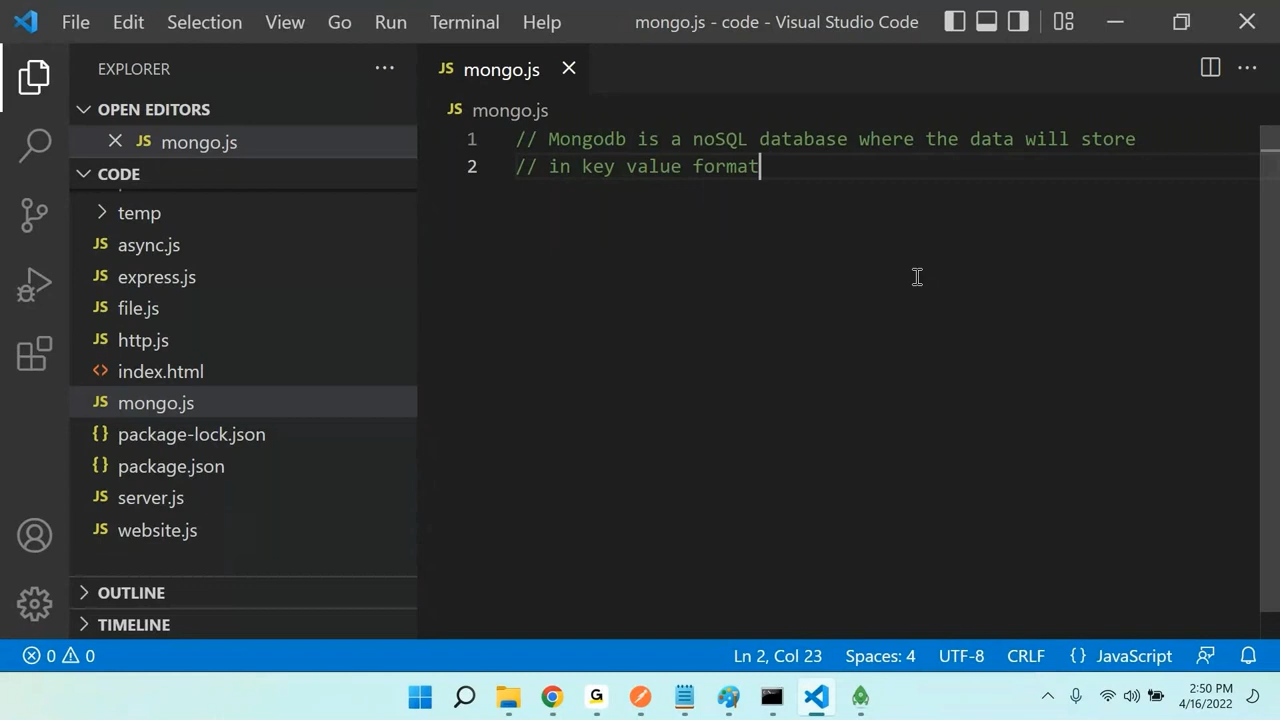 File Edit Selection View Go Run Terminal Help mongo.js - code - Visual Studio Code
EXPLORER
JS mongo.js
OPEN EDITORS
JS mongo.js
JS mongo.js
CODE
temp
JS async.js
JS express.js
JS file.js
JS http.js
<> index.html
JS mongo.js
{} package-lock.json
{} package.json
JS server.js
JS website.js
OUTLINE
TIMELINE
1 // Mongodb is a noSQL database where the data will store
2 // in key value format
0 0 Ln 2, Col 23 Spaces: 4 UTF-8 CRLF {} JavaScript
G
2:50 PM
4/16/2022